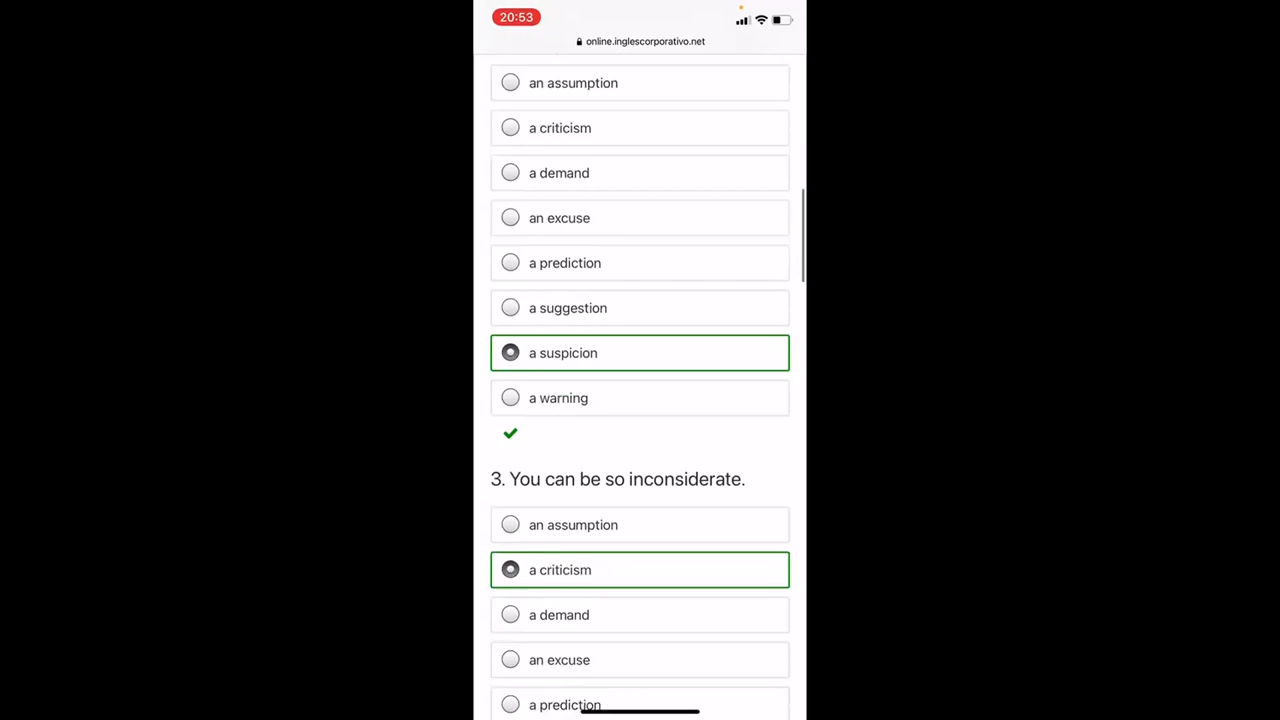 20:53
online.inglescorporativo.net
an assumption
a criticism
a demand
an excuse
a prediction
a suggestion
a suspicion
a warning
3. You can be so inconsiderate.
an assumption
a criticism
a demand
an excuse
a prediction